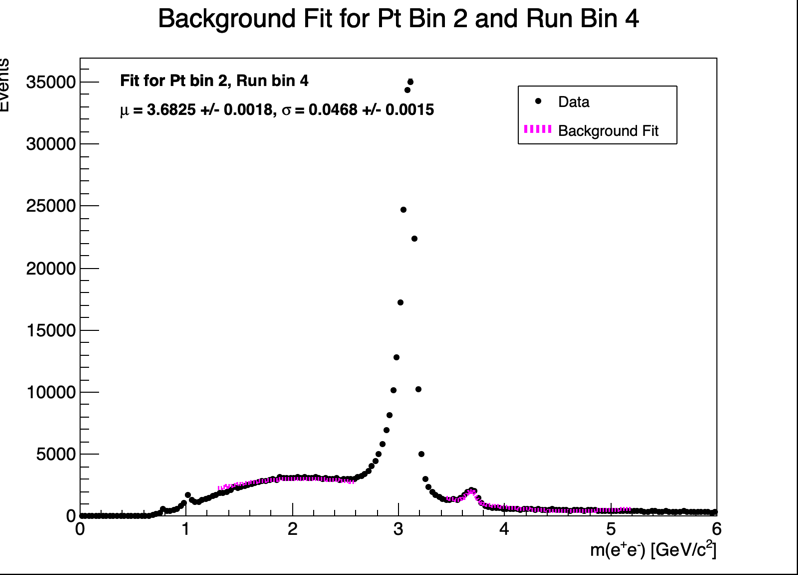 Background Fit for Pt Bin 2 and Run Bin 4
Events
Fit for Pt bin 2, Run bin 4
μ = 3.6825 +/- 0.0018, σ = 0.0468 +/- 0.0015
Data
Background Fit
35000
30000
25000
20000
15000
10000
5000
0
0 1 2 3 4 5 6
m(e⁺e⁻) [GeV/c²]